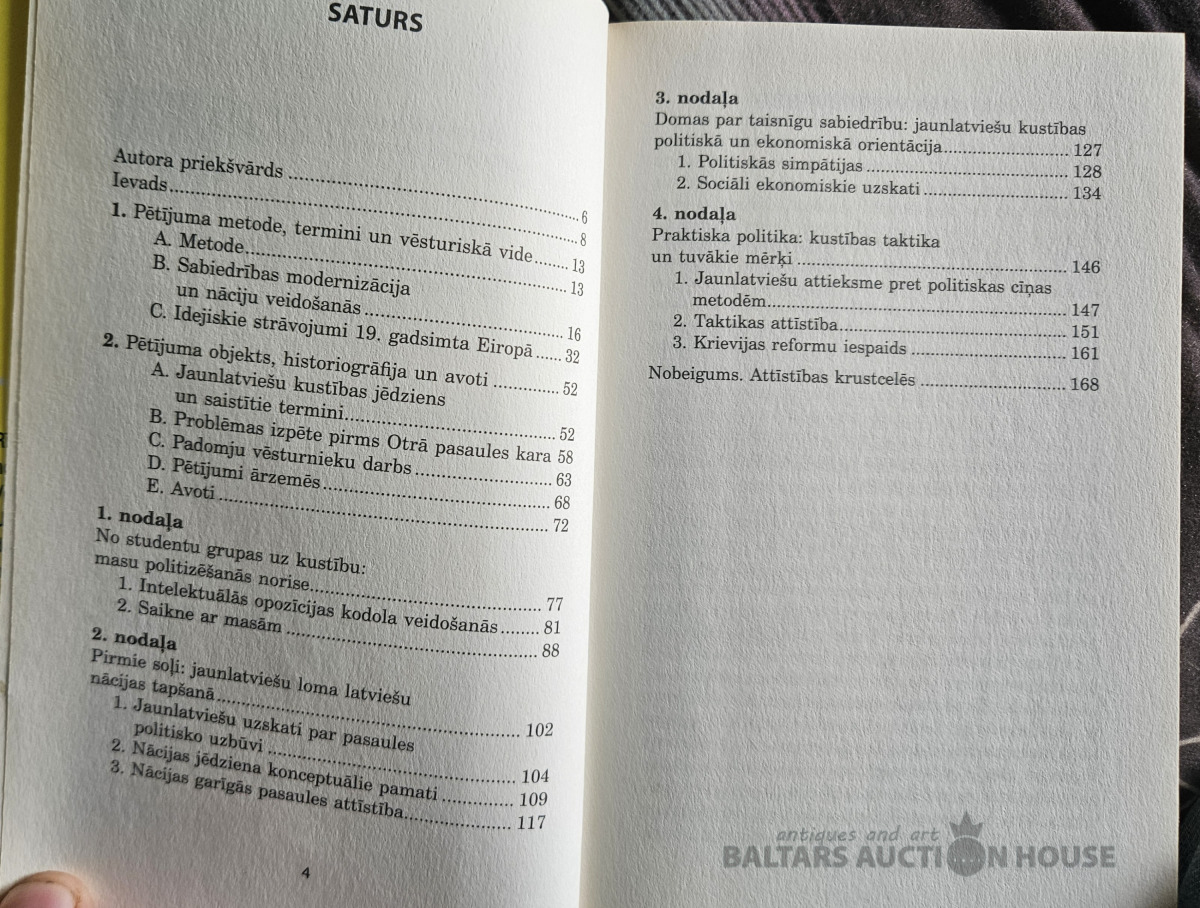 SATURS
Autora priekšvārds ........ 6
Ievads ........ 8
1. Pētījuma metode, termini un vēsturiskā vide ........ 13
A. Metode ........ 13
B. Sabiedrības modernizācija
un nāciju veidošanās ........ 16
C. Idejiskie strāvojumi 19. gadsimta Eiropā ...... 32
2. Pētījuma objekts, historiogrāfija un avoti ........ 52
A. Jaunlatviešu kustības jēdziens
un saistītie termini ........ 52
B. Problēmas izpēte pirms Otrā pasaules kara 58
C. Padomju vēsturnieku darbs ........ 63
D. Pētījumi ārzemēs ........ 68
E. Avoti ........ 72
1. nodaļa
No studentu grupas uz kustību:
masu politizēšanās norise ........ 77
1. Intelektuālās opozīcijas kodola veidošanās ........ 81
2. Saikne ar masām ........ 88
2. nodaļa
Pirmie soļi: jaunlatviešu loma latviešu
nācijas tapšanā ........ 102
1. Jaunlatviešu uzskati par pasaules
politisko uzbūvi ........ 104
2. Nācijas jēdziena konceptuālie pamati ........ 109
3. Nācijas garīgās pasaules attīstība ........ 117
4
3. nodaļa
Domas par taisnīgu sabiedrību: jaunlatviešu kustības
politiskā un ekonomiskā orientācija ........ 127
1. Politiskās simpātijas ........ 128
2. Sociāli ekonomiskie uzskati ........ 134
4. nodaļa
Praktiska politika: kustības taktika
un tuvākie mērķi ........ 146
1. Jaunlatviešu attieksme pret politiskas cīņas
metodēm ........ 147
2. Taktikas attīstība ........ 151
3. Krievijas reformu iespaids ........ 161
Nobeigums. Attīstības krustcelēs ........ 168
antiques and art
BALTARS AUCTION HOUSE